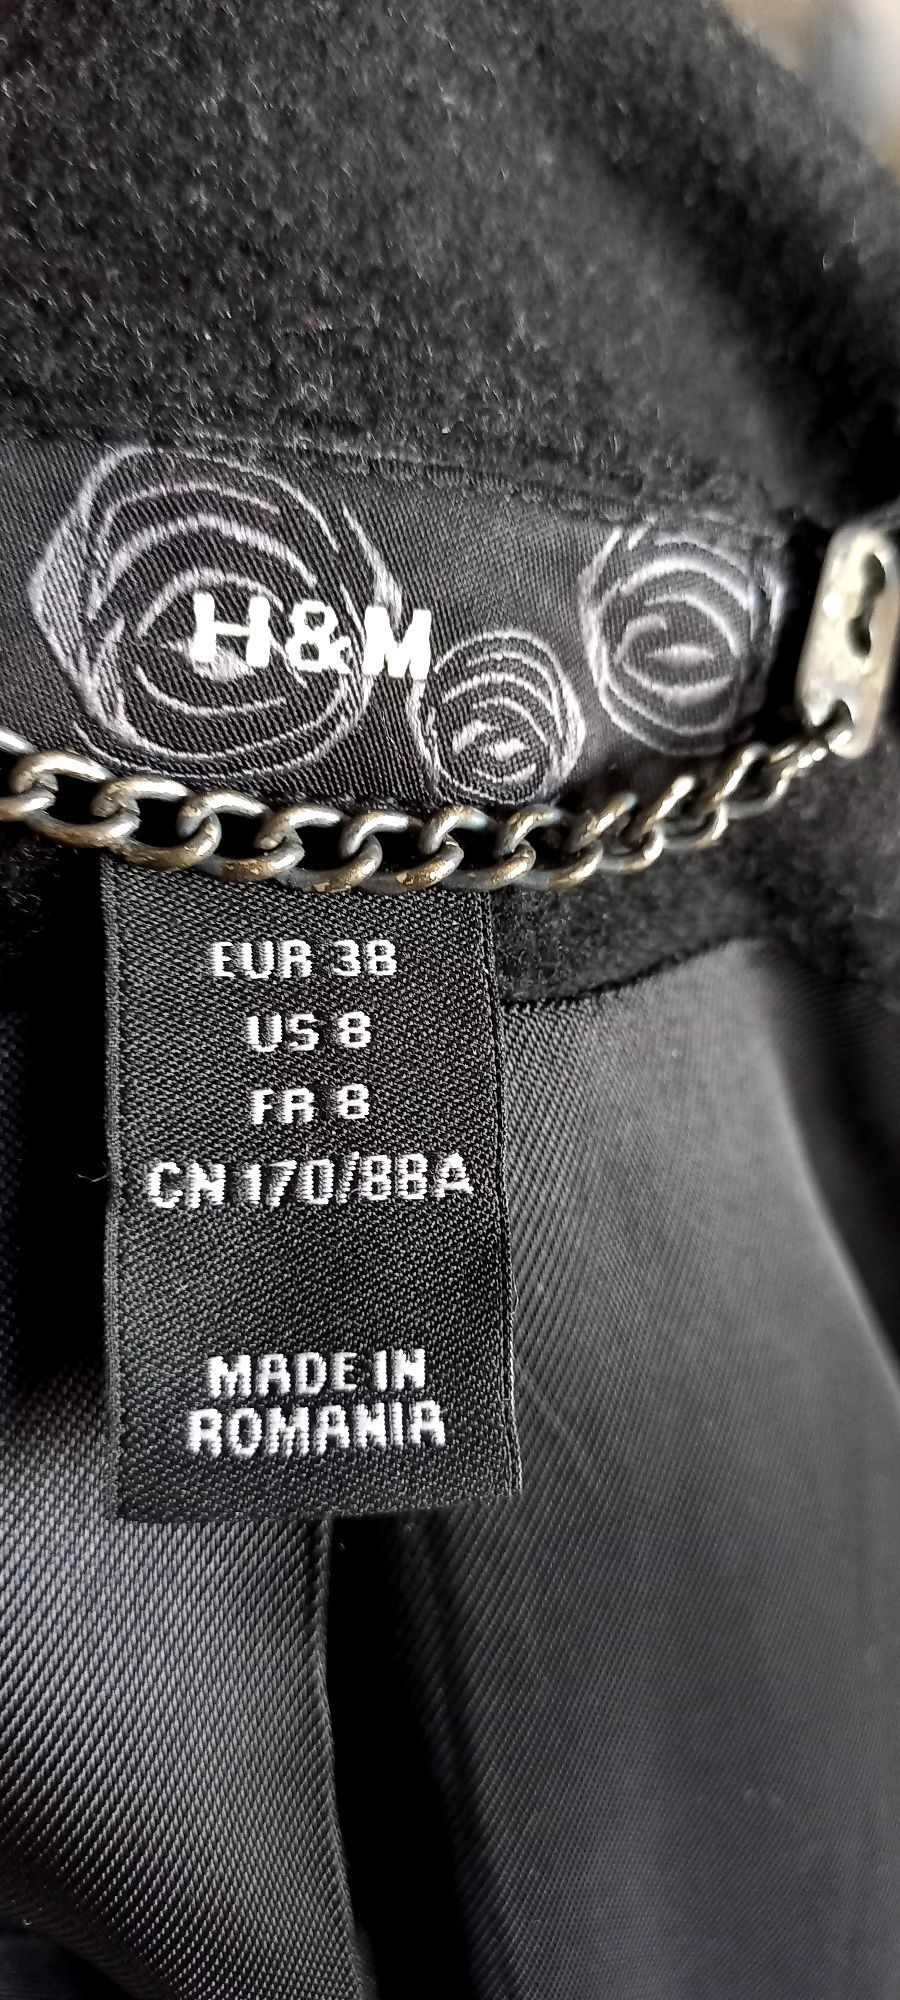 H&M
EUR 38
US 8
FR 8
CN 170/88A
MADE IN
ROMANIA